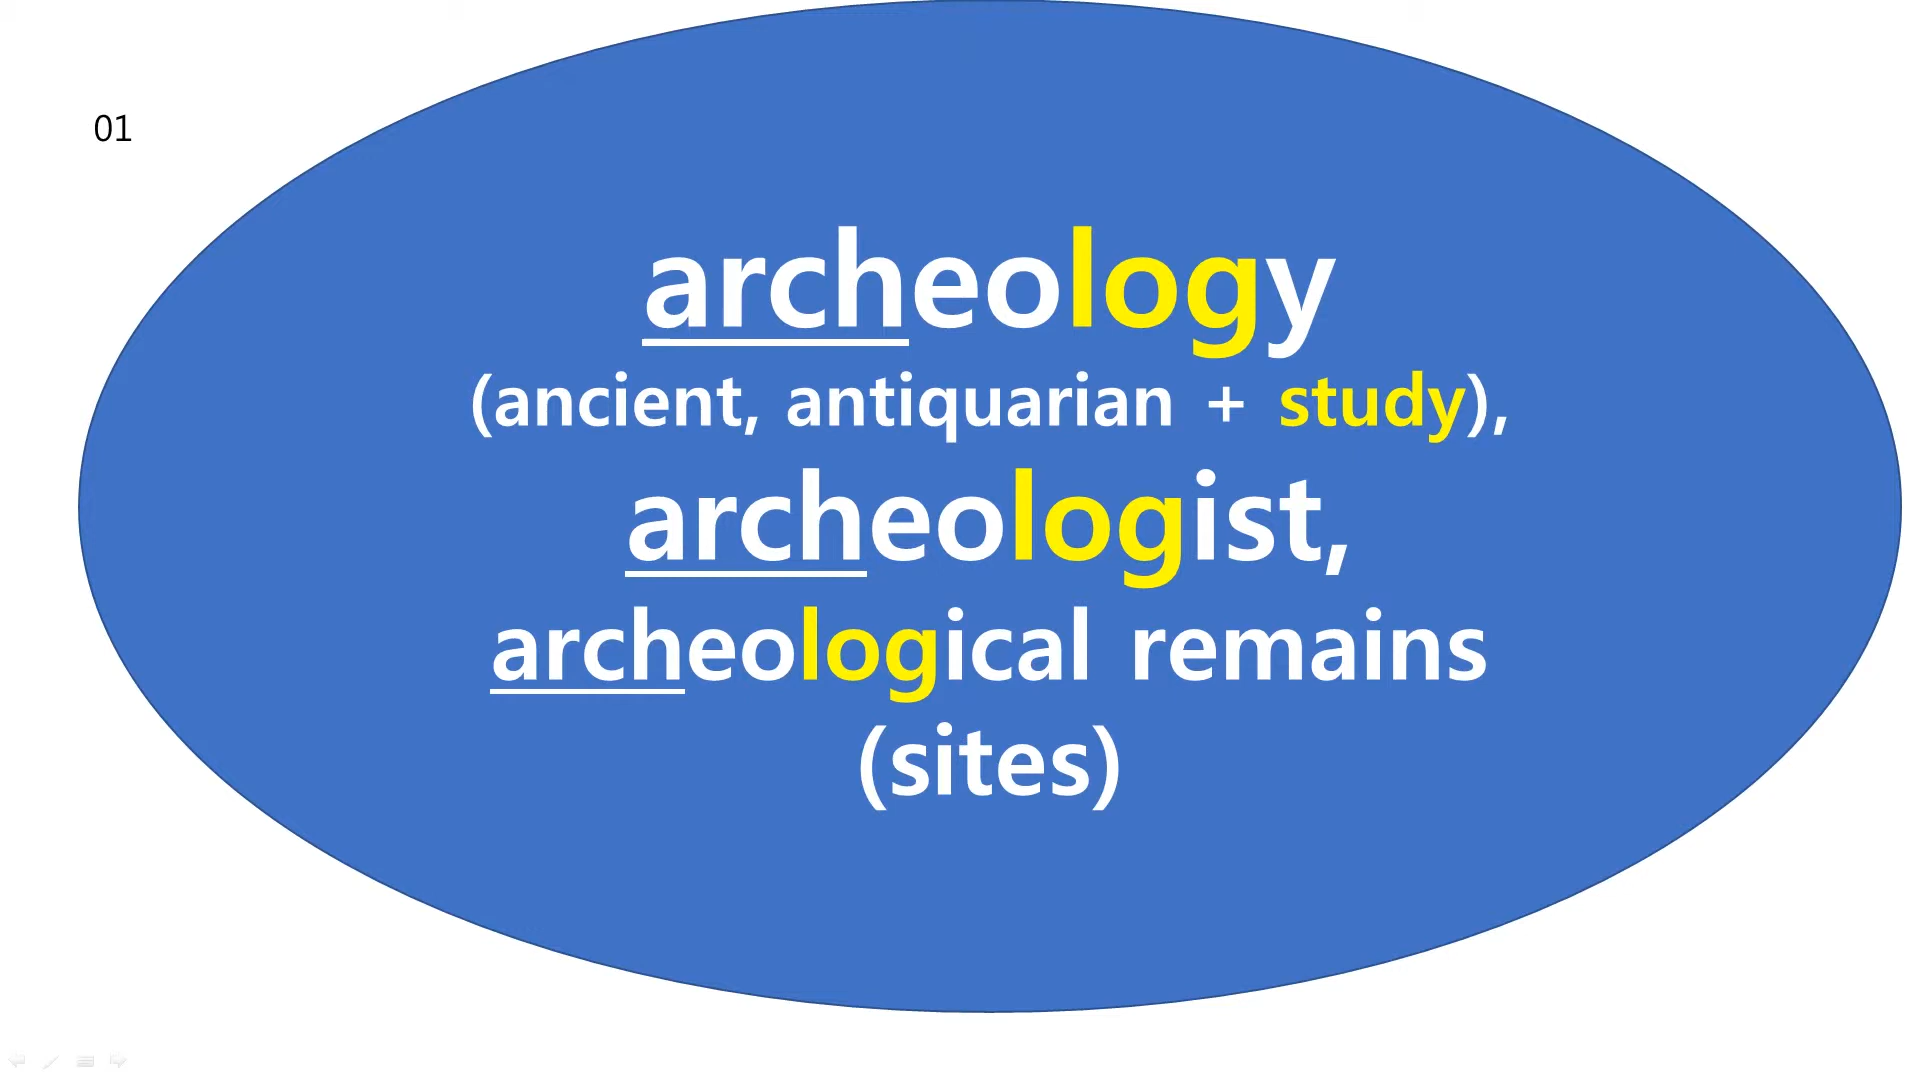 01
archeology
(ancient, antiquarian + study),
archeologist,
archeological remains
(sites)